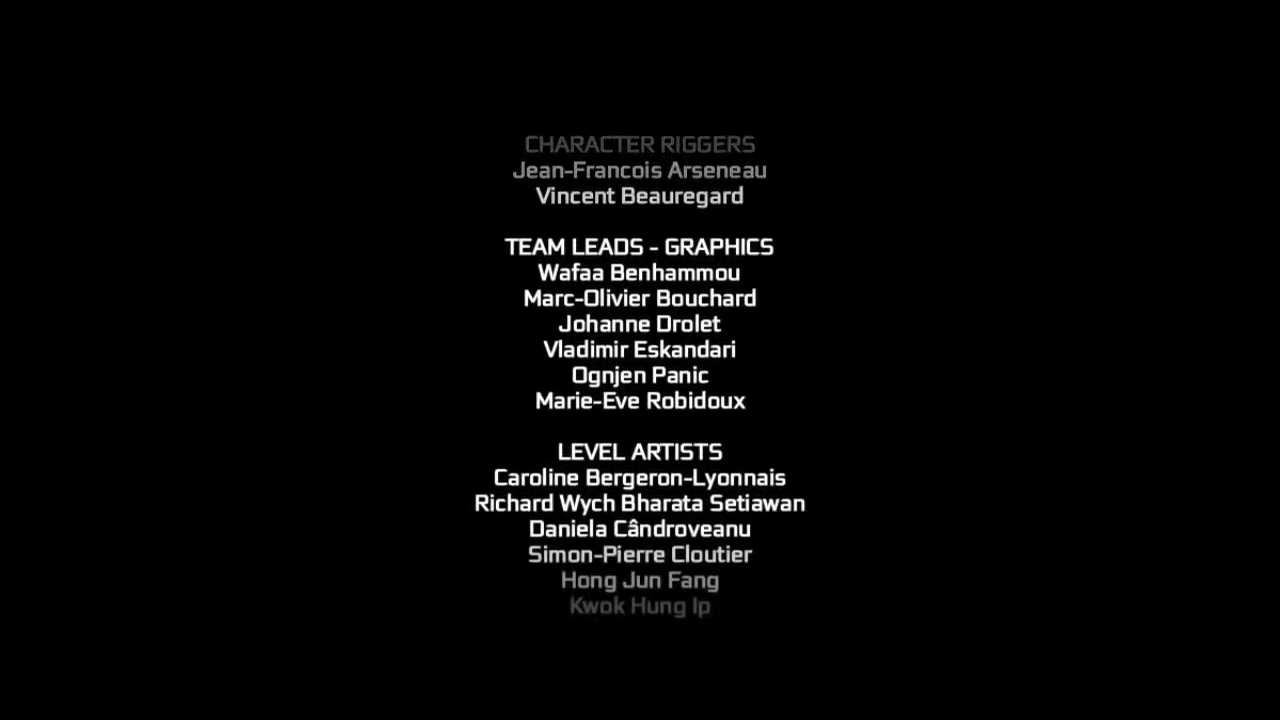 CHARACTER RIGGERS
Jean-Francois Arseneau
Vincent Beauregard
TEAM LEADS - GRAPHICS
Wafaa Benhammou
Marc-Olivier Bouchard
Johanne Drolet
Vladimir Eskandari
Ognjen Panic
Marie-Eve Robidoux
LEVEL ARTISTS
Caroline Bergeron-Lyonnais
Richard Wych Bharata Setiawan
Daniela Cândroveanu
Simon-Pierre Cloutier
Hong Jun Fang
Kwok Hung Ip